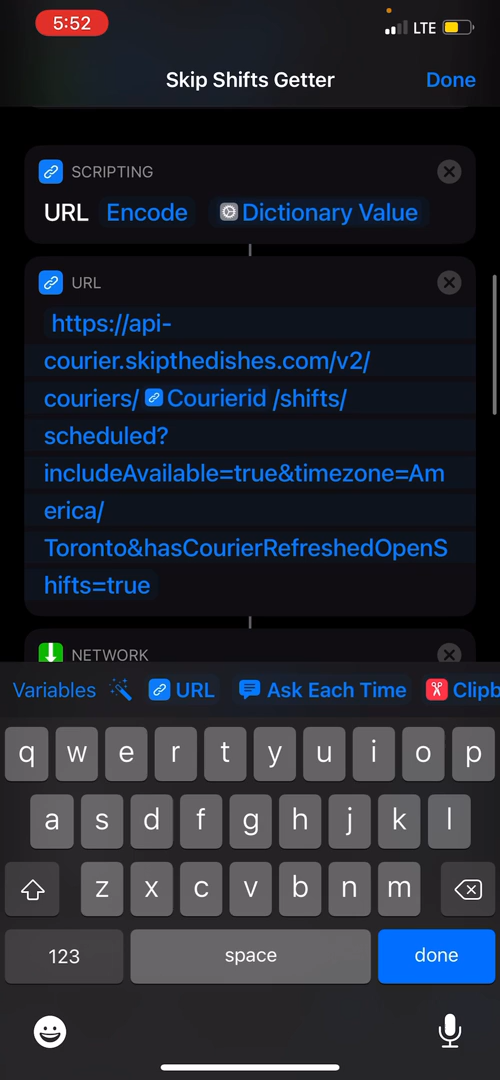 5:52
LTE
Skip Shifts Getter
Done
SCRIPTING
URL Encode Dictionary Value
URL
https://api-
courier.skipthedishes.com/v2/
couriers/ Courierid /shifts/
scheduled?
includeAvailable=true&timezone=Am
erica/
Toronto&hasCourierRefreshedOpenS
hifts=true
NETWORK
Variables URL Ask Each Time Clipb
q w e r t y u i o p
a s d f g h j k l
z x c v b n m
123 space done